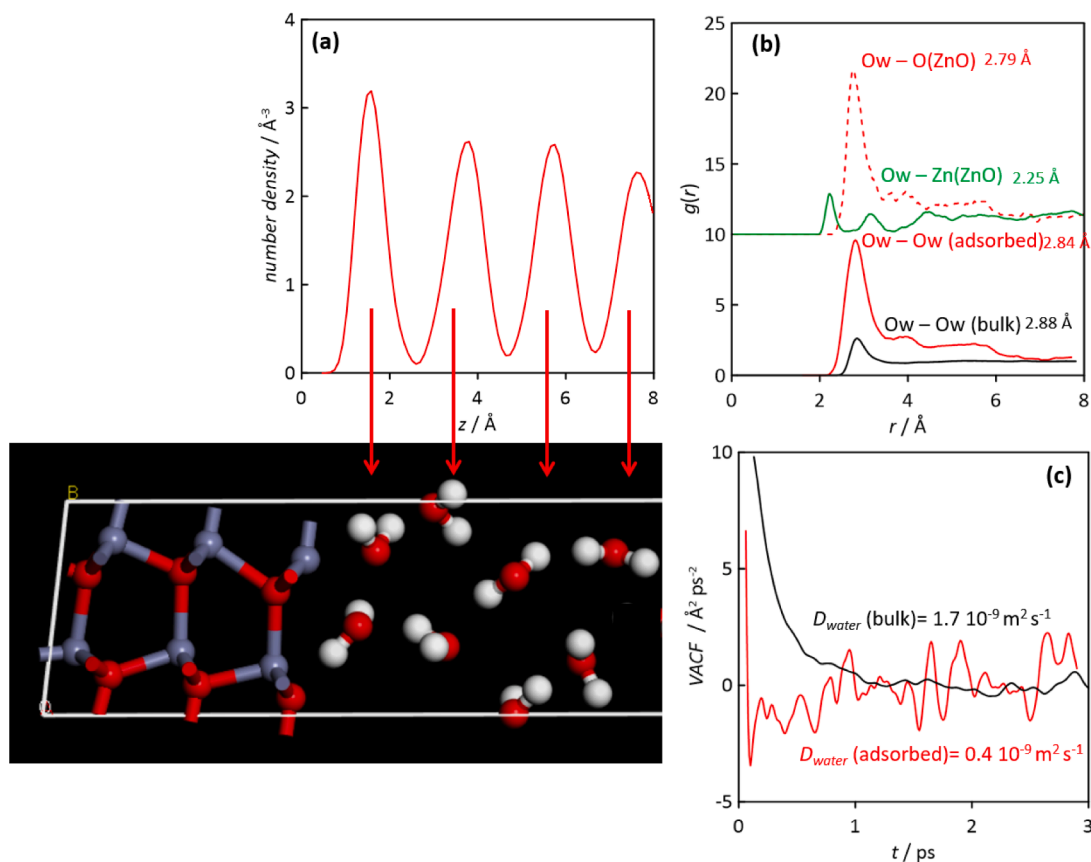 (a)
number density / Å⁻³
4
3
2
1
0
0 2 4 6 8
z / Å
(b)
g(r)
25
20
15
10
5
0
Ow – O(ZnO) 2.79 Å
Ow – Zn(ZnO) 2.25 Å
Ow – Ow (adsorbed) 2.84 Å
Ow – Ow (bulk) 2.88 Å
0 2 4 6 8
r / Å
B
O
(c)
VACF / Å² ps⁻²
10
5
0
-5
D_water (bulk)= 1.7 10⁻⁹ m² s⁻¹
D_water (adsorbed)= 0.4 10⁻⁹ m² s⁻¹
0 1 2 3
t / ps